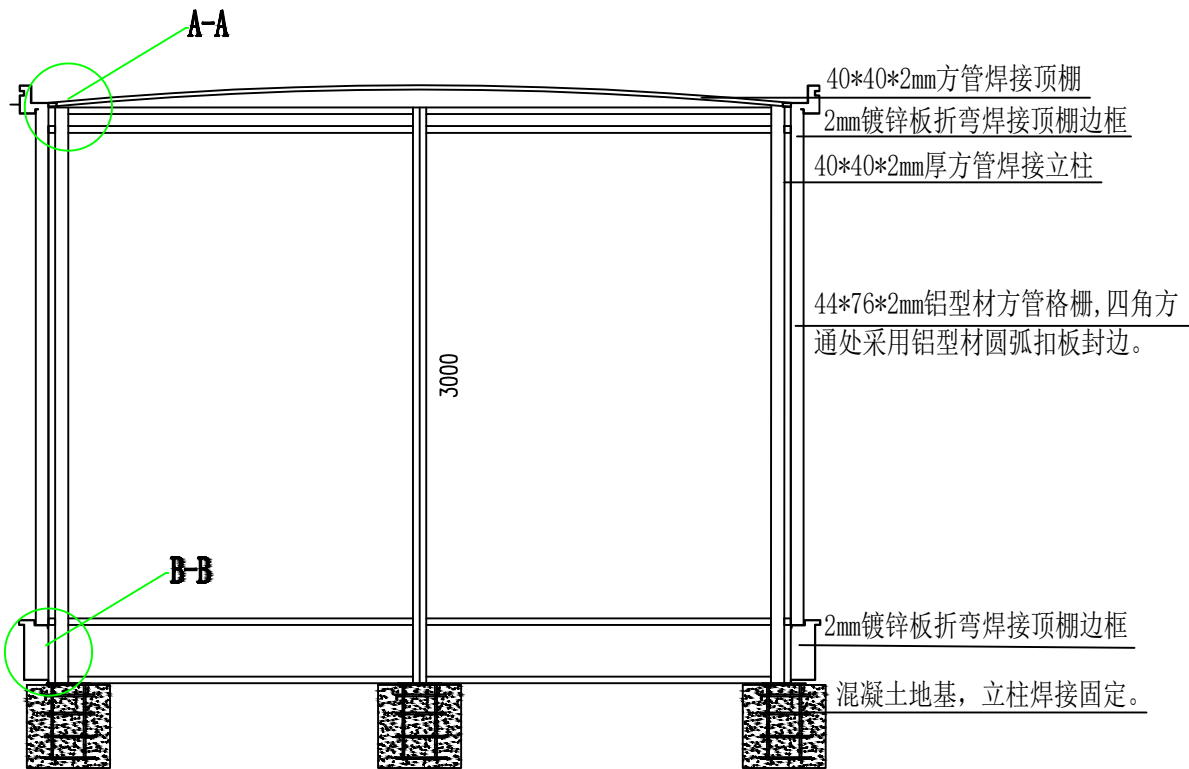 A-A
40*40*2mm方管焊接顶棚
2mm镀锌板折弯焊接顶棚边框
40*40*2mm厚方管焊接立柱
44*76*2mm铝型材方管格栅,四角方
通处采用铝型材圆弧扣板封边。
3000
B-B
2mm镀锌板折弯焊接顶棚边框
混凝土地基，立柱焊接固定。